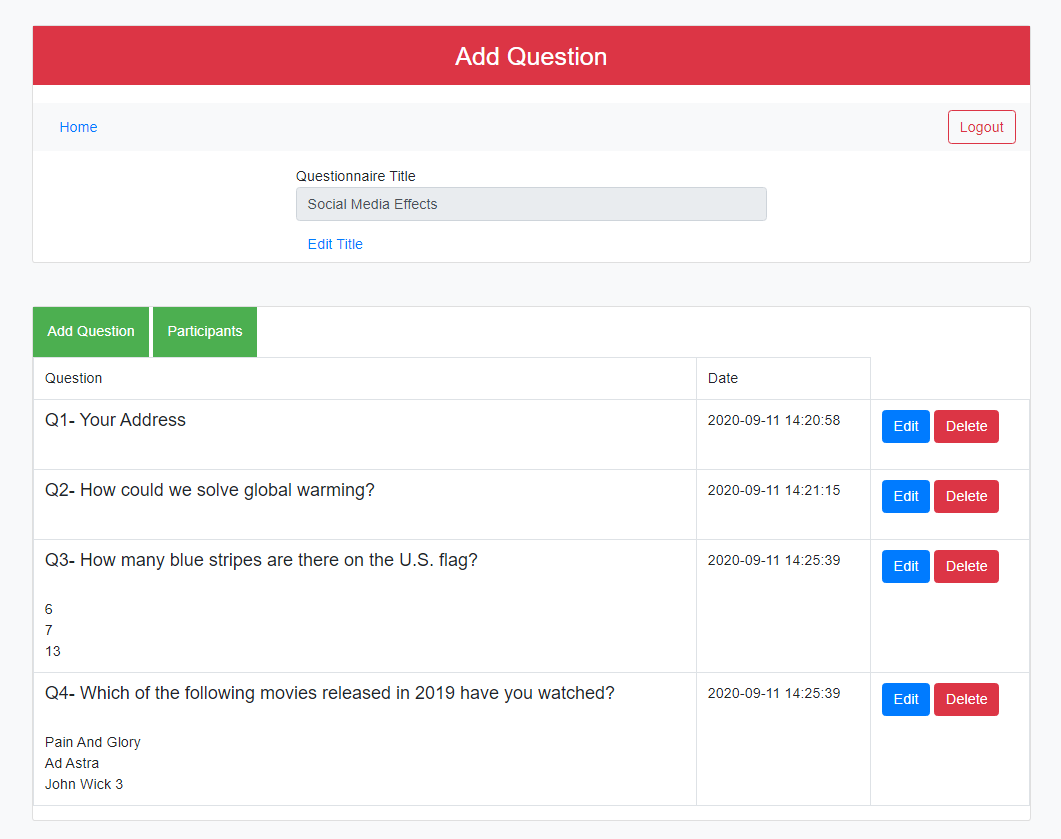 Add Question
Home
Logout
Questionnaire Title
Social Media Effects
Edit Title
Add Question Participants
Question Date
Q1- Your Address 2020-09-11 14:20:58 Edit Delete
Q2- How could we solve global warming? 2020-09-11 14:21:15 Edit Delete
Q3- How many blue stripes are there on the U.S. flag? 2020-09-11 14:25:39 Edit Delete
6
7
13
Q4- Which of the following movies released in 2019 have you watched? 2020-09-11 14:25:39 Edit Delete
Pain And Glory
Ad Astra
John Wick 3